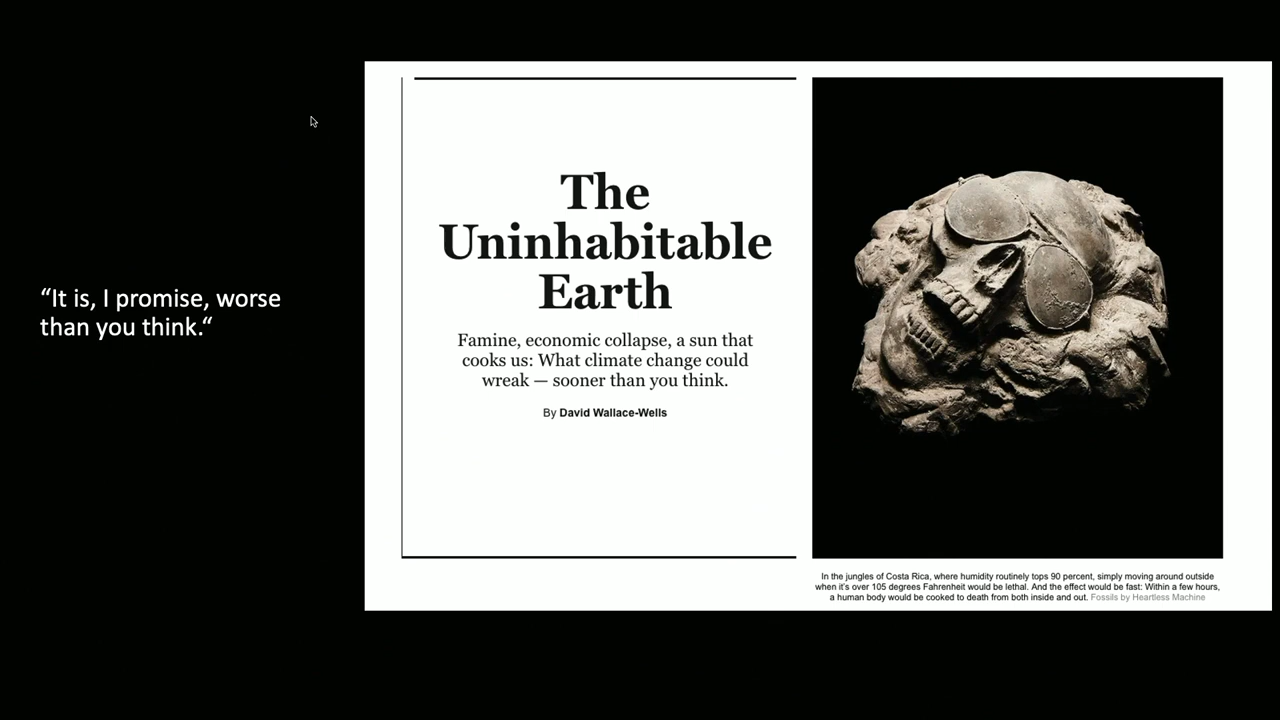 “It is, I promise, worse
than you think.“
The
Uninhabitable
Earth
Famine, economic collapse, a sun that
cooks us: What climate change could
wreak — sooner than you think.
By David Wallace-Wells
In the jungles of Costa Rica, where humidity routinely tops 90 percent, simply moving around outside
when it's over 105 degrees Fahrenheit would be lethal. And the effect would be fast: Within a few hours,
a human body would be cooked to death from both inside and out. Fossils by Heartless Machine